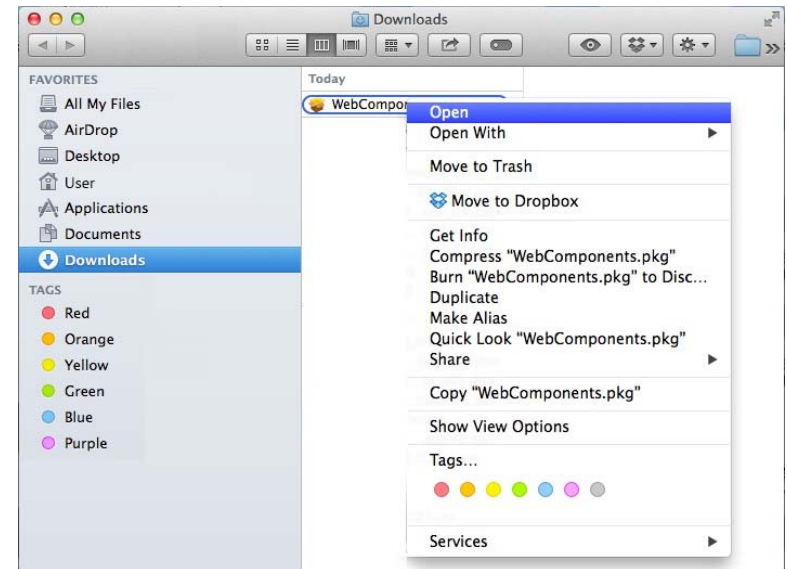 Downloads
FAVORITES
All My Files
AirDrop
Desktop
User
Applications
Documents
Downloads
TAGS
Red
Orange
Yellow
Green
Blue
Purple
Today
WebCompon
Open
Open With
Move to Trash
Move to Dropbox
Get Info
Compress “WebComponents.pkg”
Burn “WebComponents.pkg” to Disc...
Duplicate
Make Alias
Quick Look “WebComponents.pkg”
Share
Copy “WebComponents.pkg”
Show View Options
Tags...
Services